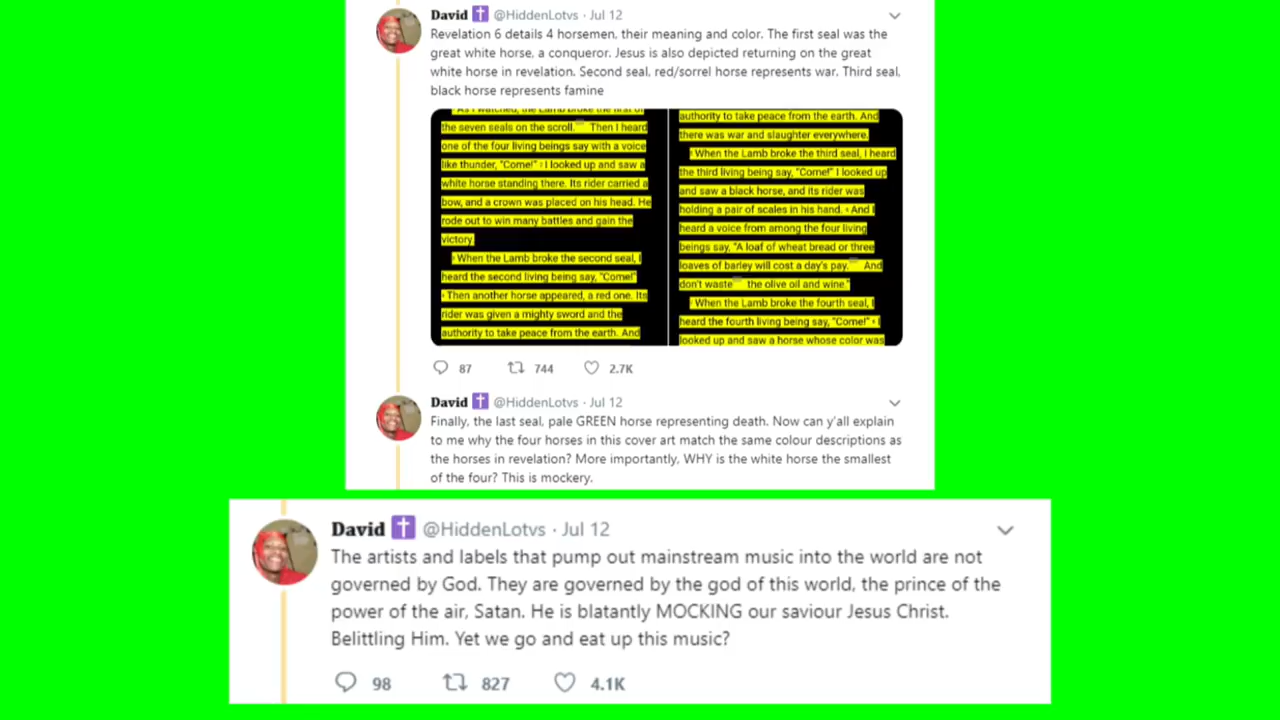 David ✝ @HiddenLotvs · Jul 12
Revelation 6 details 4 horsemen, their meaning and color. The first seal was the
great white horse, a conqueror. Jesus is also depicted returning on the great
white horse in revelation. Second seal, red/sorrel horse represents war. Third seal,
black horse represents famine
As I watched, the Lamb broke the first of
the seven seals on the scroll. Then I heard
one of the four living beings say with a voice
like thunder, "Come!" I looked up and saw a
white horse standing there. Its rider carried a
bow, and a crown was placed on his head. He
rode out to win many battles and gain the
victory.
When the Lamb broke the second seal, I
heard the second living being say, "Come!"
Then another horse appeared, a red one. Its
rider was given a mighty sword and the
authority to take peace from the earth. And
authority to take peace from the earth. And
there was war and slaughter everywhere.
When the Lamb broke the third seal, I heard
the third living being say, "Come!" I looked up
and saw a black horse, and its rider was
holding a pair of scales in his hand. And I
heard a voice from among the four living
beings say, "A loaf of wheat bread or three
loaves of barley will cost a day's pay. And
don't waste the olive oil and wine."
When the Lamb broke the fourth seal, I
heard the fourth living being say, "Come!" I
looked up and saw a horse whose color was
87 744 2.7K
David ✝ @HiddenLotvs · Jul 12
Finally, the last seal, pale GREEN horse representing death. Now can y'all explain
to me why the four horses in this cover art match the same colour descriptions as
the horses in revelation? More importantly, WHY is the white horse the smallest
of the four? This is mockery.
David ✝ @HiddenLotvs · Jul 12
The artists and labels that pump out mainstream music into the world are not
governed by God. They are governed by the god of this world, the prince of the
power of the air, Satan. He is blatantly MOCKING our saviour Jesus Christ.
Belittling Him. Yet we go and eat up this music?
98 827 4.1K